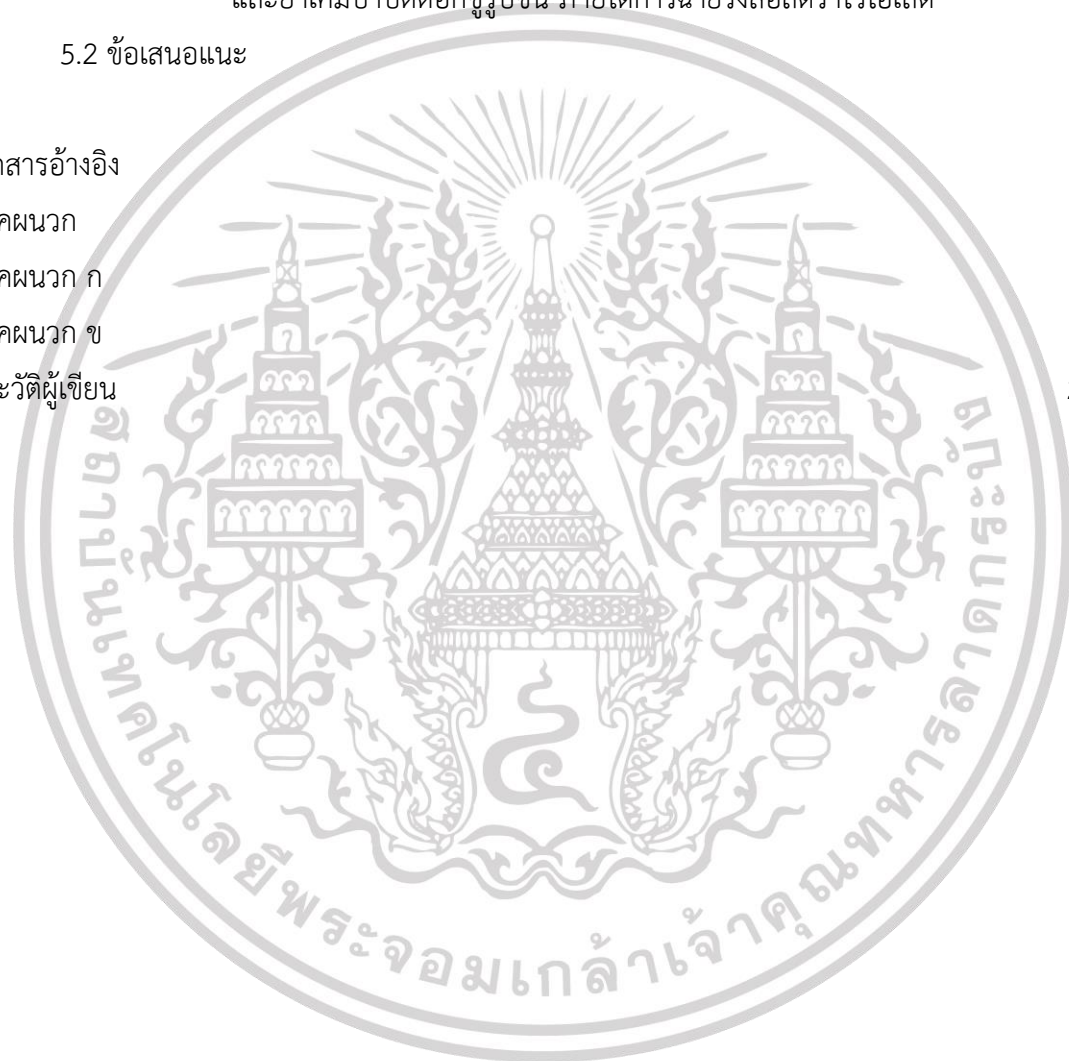 5.2 ข้อเสนอแนะ
สารอ้างอิง
คผนวก
คผนวก ก
คผนวก ข
ะวัติผู้เขียน
สถาบันเทคโนโลยีพระจอมเกล้าเจ้าคุณทหารลาดกระบัง